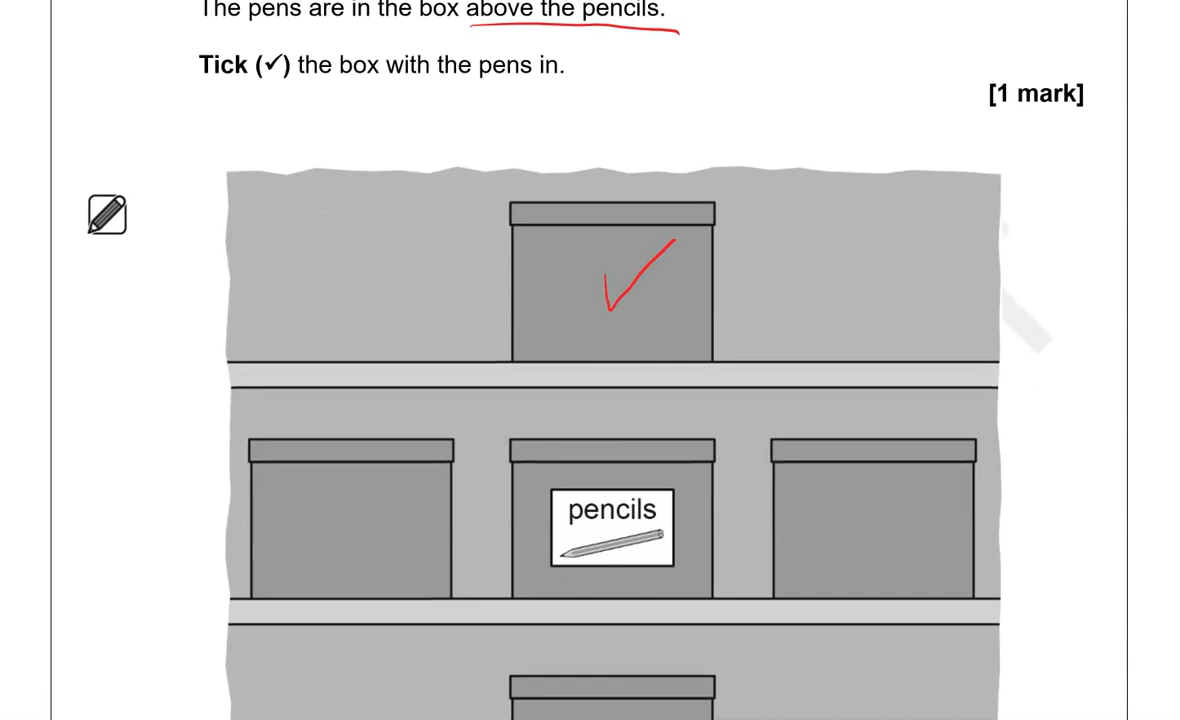 The pens are in the box above the pencils.
Tick (✓) the box with the pens in.
[1 mark]
pencils